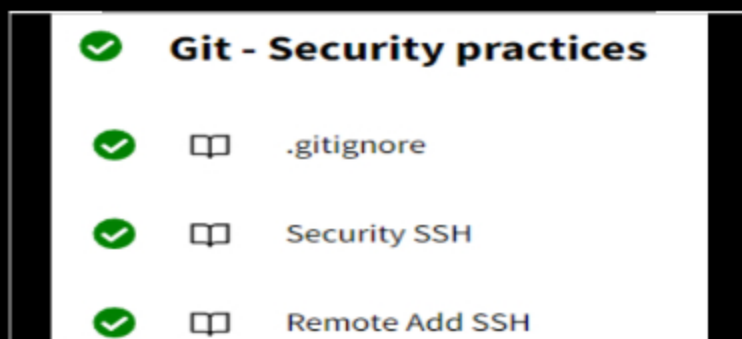 Git - Security practices
.gitignore
Security SSH
Remote Add SSH